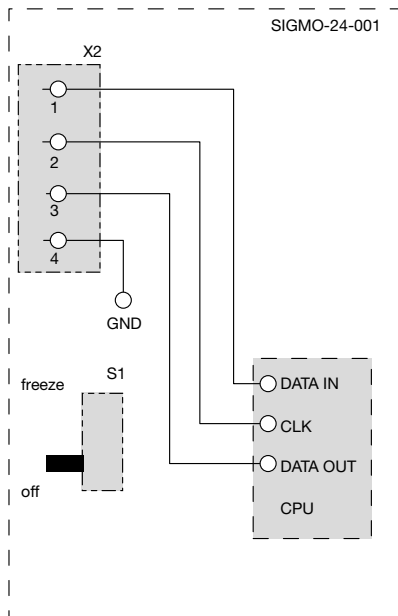 SIGMO-24-001
X2
1
2
3
4
GND
S1
freeze
off
DATA IN
CLK
DATA OUT
CPU